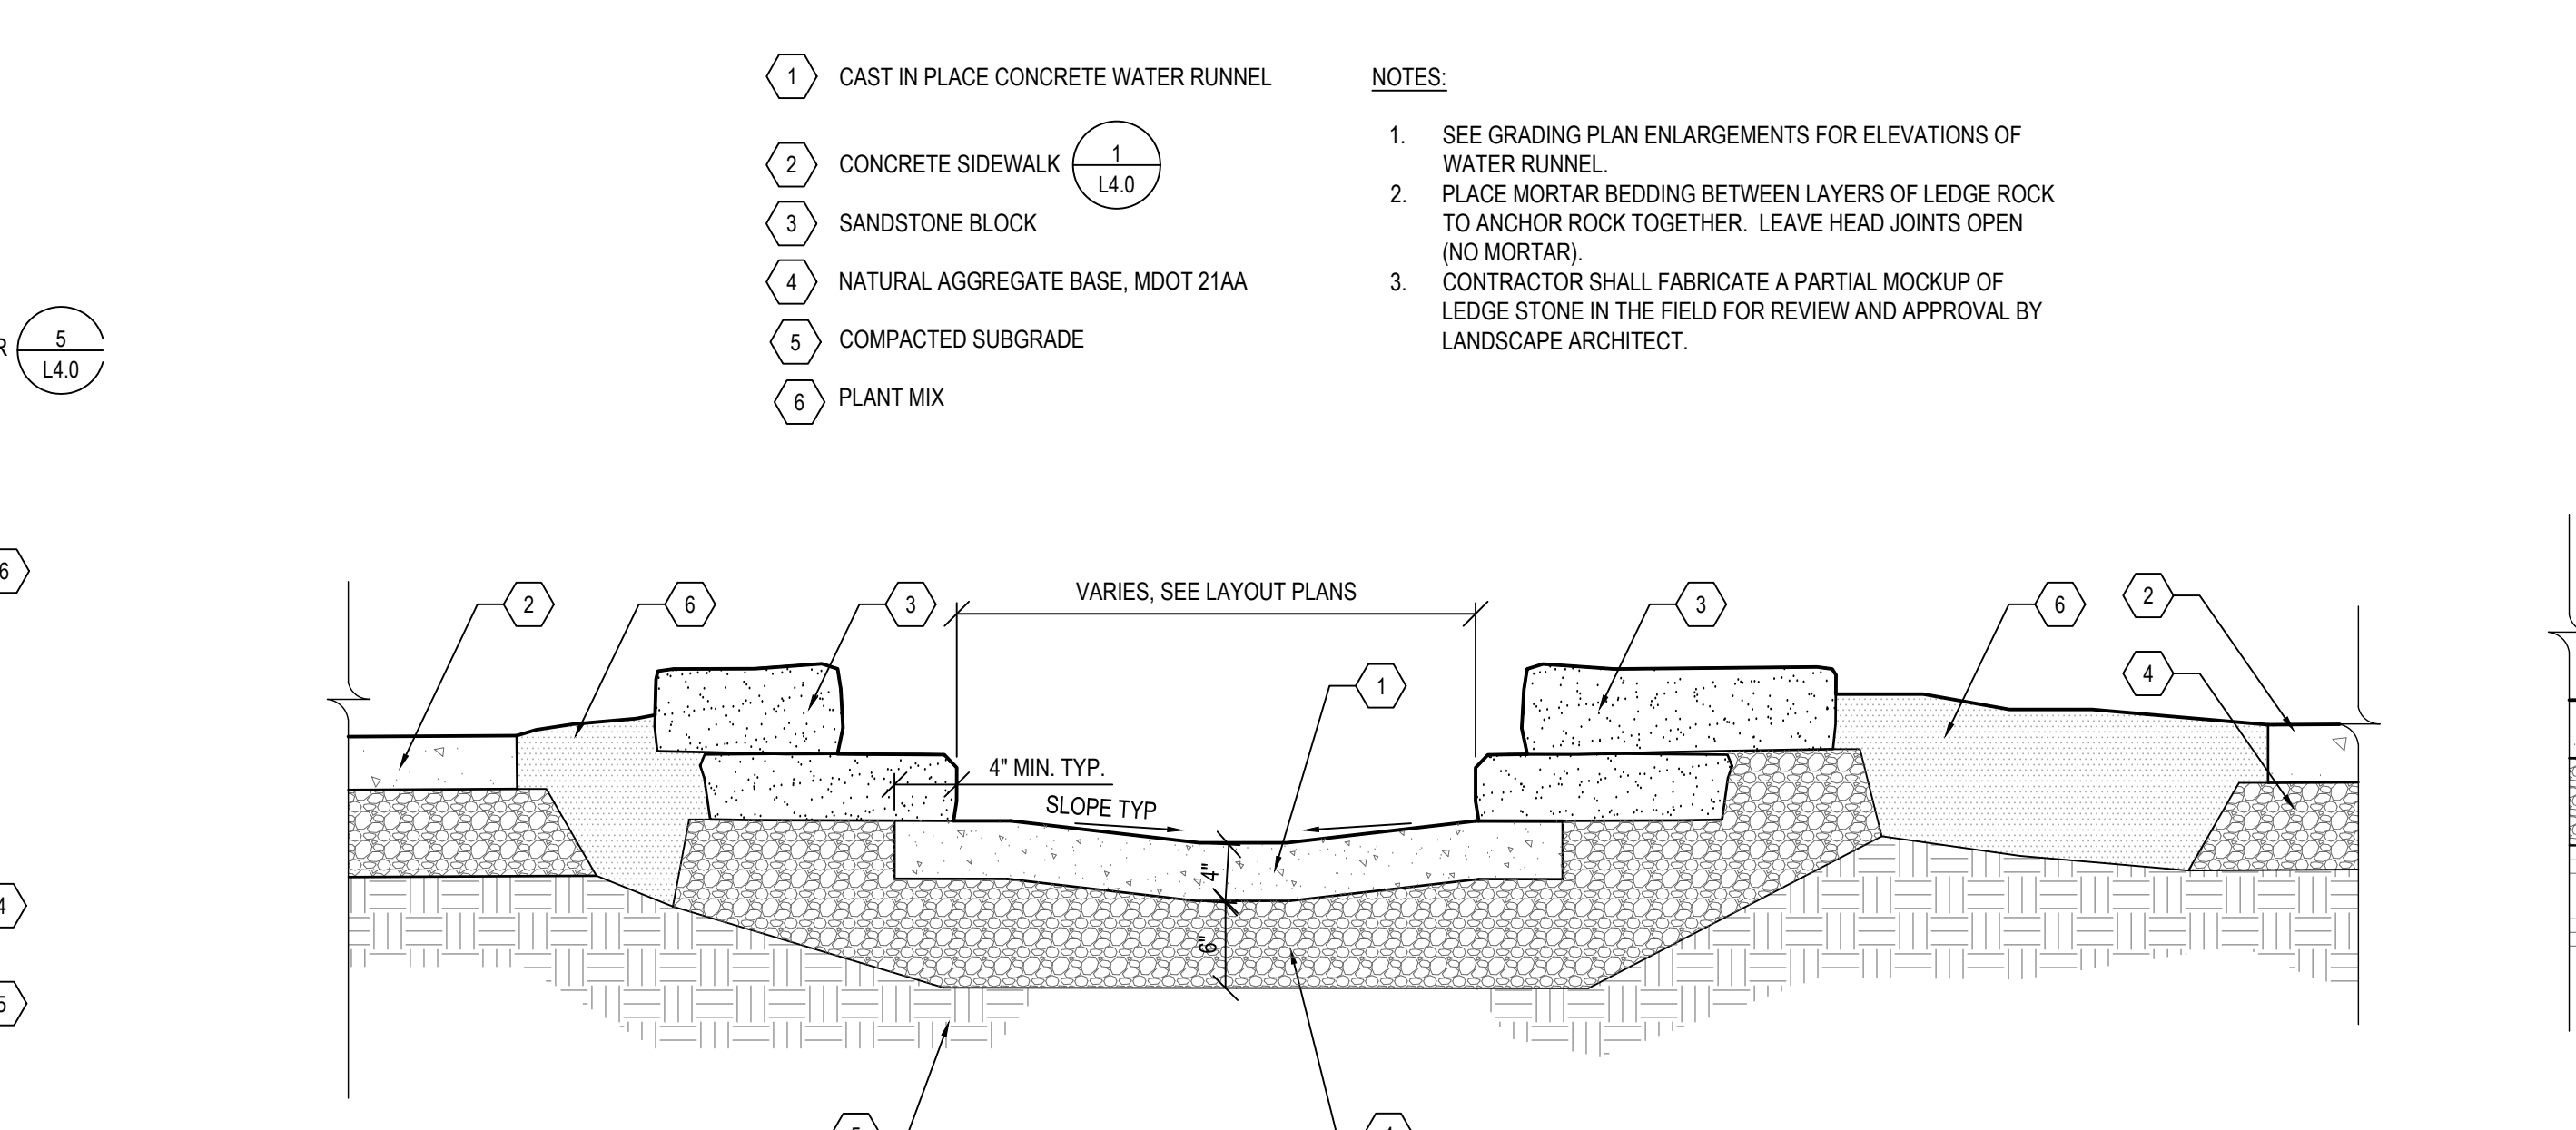 1 CAST IN PLACE CONCRETE WATER RUNNEL
2 CONCRETE SIDEWALK 1
L4.0
3 SANDSTONE BLOCK
4 NATURAL AGGREGATE BASE, MDOT 21AA
5 COMPACTED SUBGRADE
6 PLANT MIX
NOTES:
1. SEE GRADING PLAN ENLARGEMENTS FOR ELEVATIONS OF
WATER RUNNEL.
2. PLACE MORTAR BEDDING BETWEEN LAYERS OF LEDGE ROCK
TO ANCHOR ROCK TOGETHER. LEAVE HEAD JOINTS OPEN
(NO MORTAR).
3. CONTRACTOR SHALL FABRICATE A PARTIAL MOCKUP OF
LEDGE STONE IN THE FIELD FOR REVIEW AND APPROVAL BY
LANDSCAPE ARCHITECT.
R 5
L4.0
6
4
5
2
6
3
VARIES, SEE LAYOUT PLANS
3
6
2
4
1
4" MIN. TYP.
SLOPE TYP
4"
6"